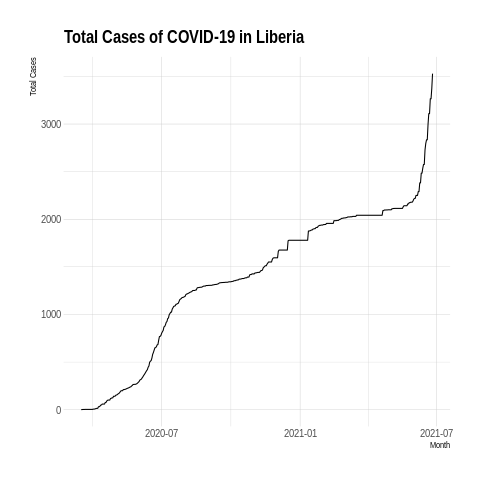 Total Cases of COVID-19 in Liberia
Total Cases
3000
2000
1000
0
2020-07
2021-01
2021-07
Month